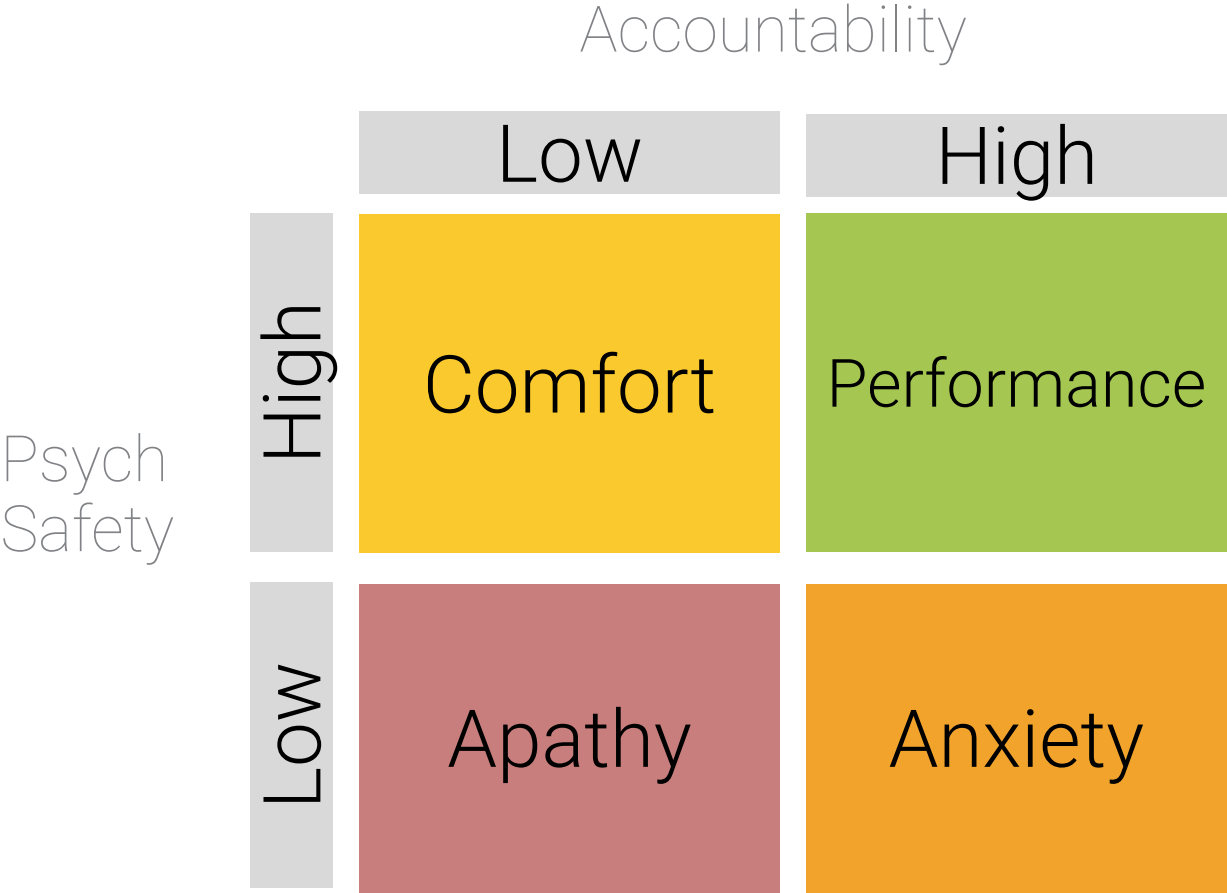 Accountability
Low
High
High
Comfort
Performance
Psych
Safety
Low
Apathy
Anxiety